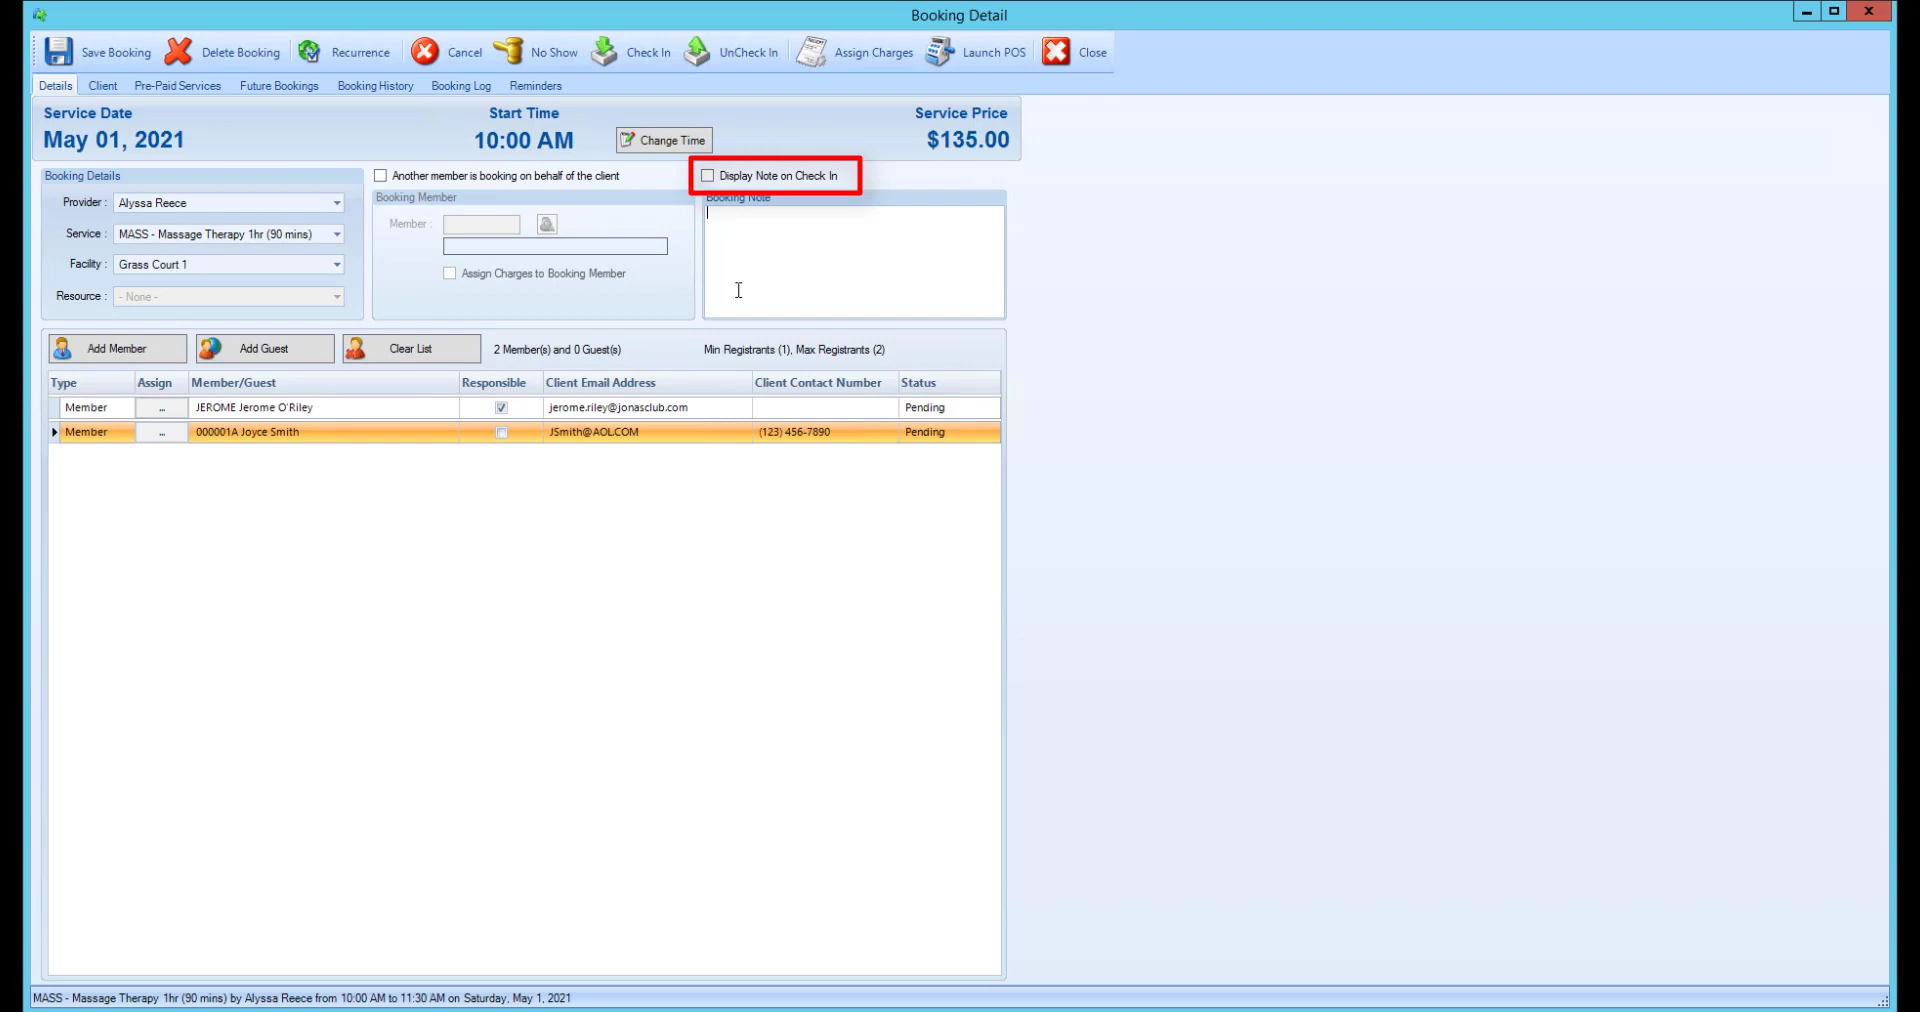 Booking Detail
Save Booking Delete Booking Recurrence Cancel No Show Check In UnCheck In Assign Charges Launch POS Close
Details Client Pre-Paid Services Future Bookings Booking History Booking Log Reminders
Service Date Start Time Service Price
May 01, 2021 10:00 AM Change Time $135.00
Booking Details Another member is booking on behalf of the client Display Note on Check In
Booking Member Booking Note
Provider : Alyssa Reece
Member :
Service : MASS - Massage Therapy 1hr (90 mins)
Facility : Grass Court 1
Assign Charges to Booking Member
Resource : - None -
Add Member Add Guest Clear List 2 Member(s) and 0 Guest(s) Min Registrants (1), Max Registrants (2)
Type Assign Member/Guest Responsible Client Email Address Client Contact Number Status
Member ... JEROME Jerome O'Riley jerome.riley@jonasclub.com Pending
Member ... 000001A Joyce Smith JSmith@AOL.COM (123) 456-7890 Pending
MASS - Massage Therapy 1hr (90 mins) by Alyssa Reece from 10:00 AM to 11:30 AM on Saturday, May 1, 2021